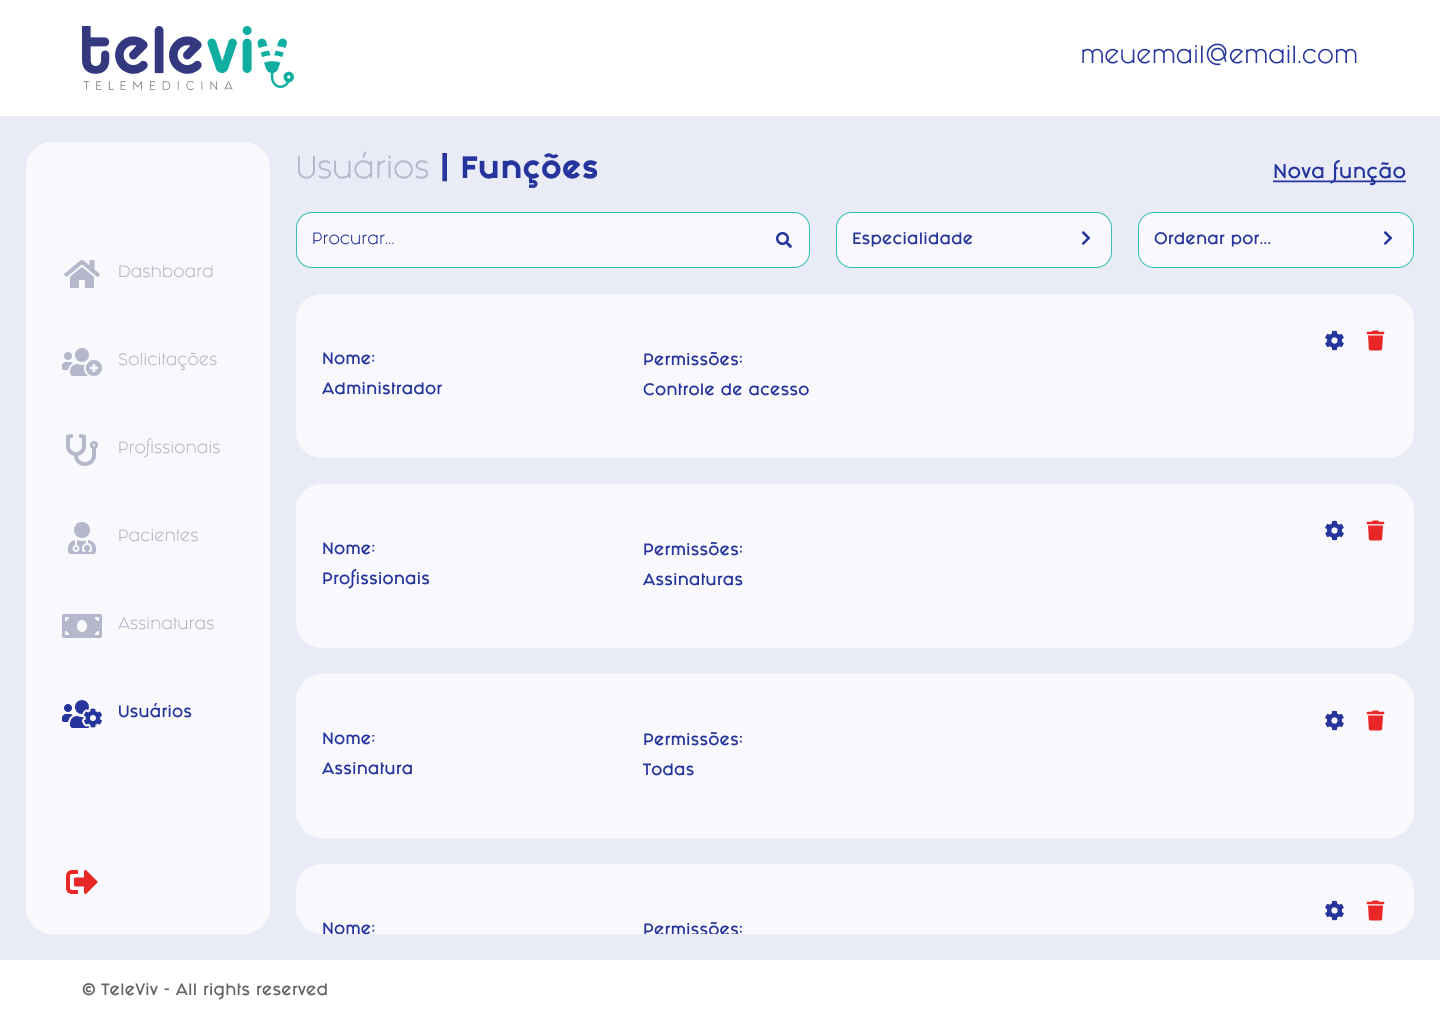 televiv
TELEMEDICINA
meuemail@email.com
Usuários | Funções
Nova função
Procurar...
Especialidade
Ordenar por...
Dashboard
Solicitações
Profissionais
Pacientes
Assinaturas
Usuários
Nome:
Permissões:
Administrador
Controle de acesso
Nome:
Permissões:
Profissionais
Assinaturas
Nome:
Permissões:
Assinatura
Todas
Nome:
Permissões:
© TeleViv - All rights reserved